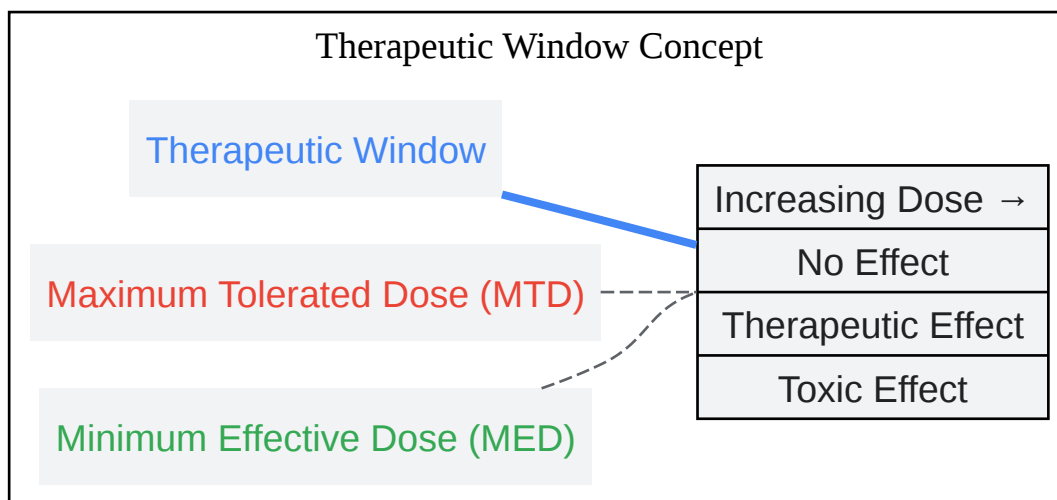 Therapeutic Window Concept
Therapeutic Window
Maximum Tolerated Dose (MTD)
Minimum Effective Dose (MED)
Increasing Dose →
No Effect
Therapeutic Effect
Toxic Effect